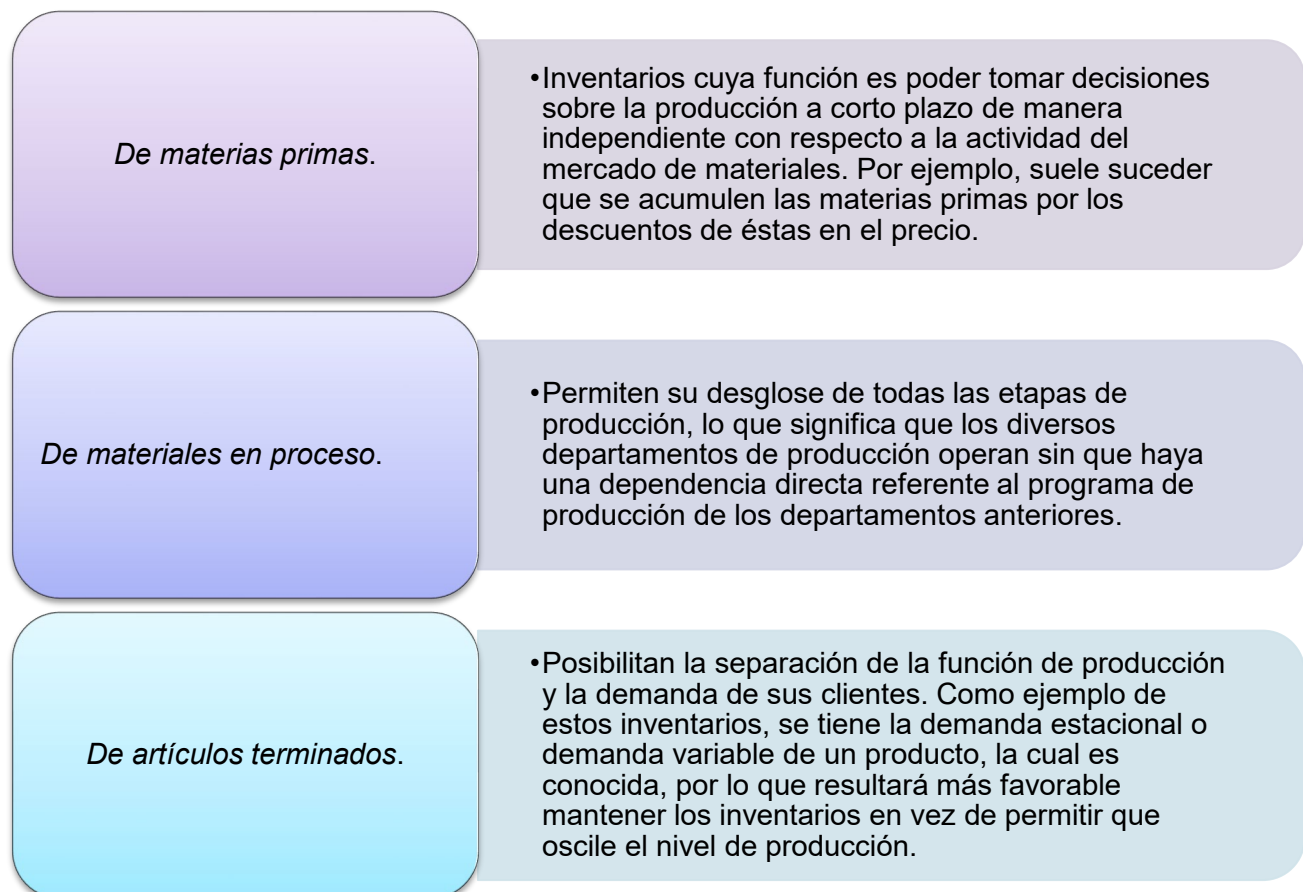 De materias primas.
•Inventarios cuya función es poder tomar decisiones
sobre la producción a corto plazo de manera
independiente con respecto a la actividad del
mercado de materiales. Por ejemplo, suele suceder
que se acumulen las materias primas por los
descuentos de éstas en el precio.
De materiales en proceso.
•Permiten su desglose de todas las etapas de
producción, lo que significa que los diversos
departamentos de producción operan sin que haya
una dependencia directa referente al programa de
producción de los departamentos anteriores.
De artículos terminados.
•Posibilitan la separación de la función de producción
y la demanda de sus clientes. Como ejemplo de
estos inventarios, se tiene la demanda estacional o
demanda variable de un producto, la cual es
conocida, por lo que resultará más favorable
mantener los inventarios en vez de permitir que
oscile el nivel de producción.